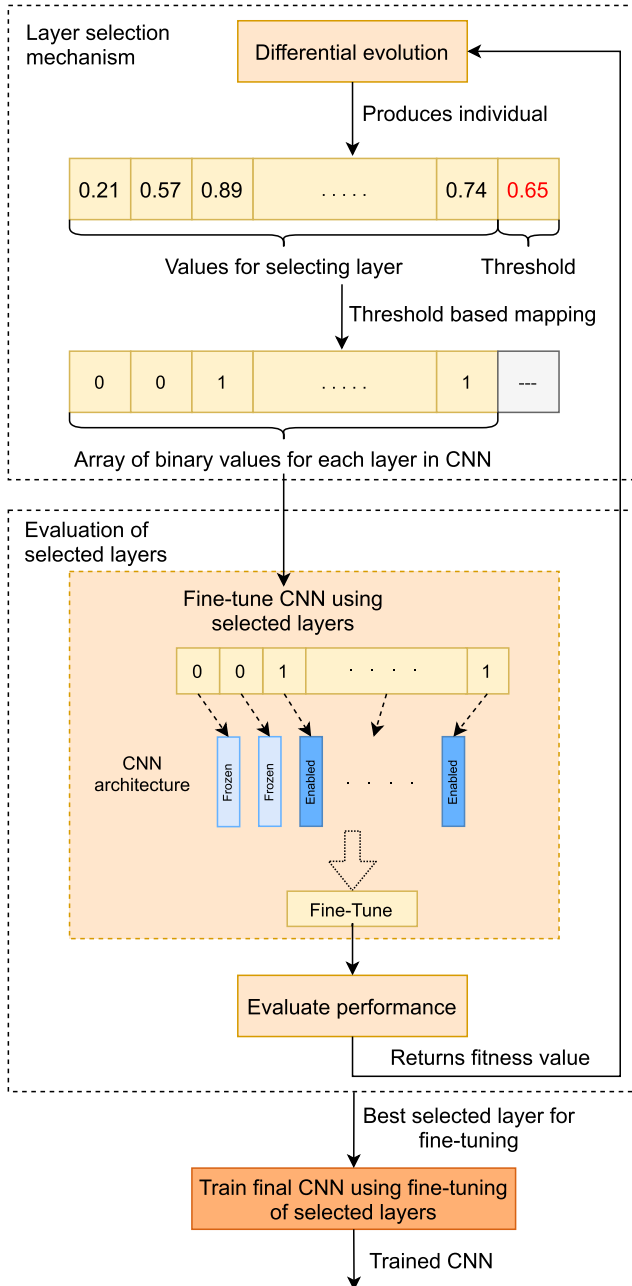 Layer selection
mechanism
Differential evolution
Produces individual
0.21 0.57 0.89 . . . . . 0.74 0.65
Values for selecting layer Threshold
Threshold based mapping
0 0 1 . . . . . 1 ---
Array of binary values for each layer in CNN
Evaluation of
selected layers
Fine-tune CNN using
selected layers
0 0 1 . . . . 1
CNN
architecture
Frozen Frozen Enabled . . . . Enabled
Fine-Tune
Evaluate performance
Returns fitness value
Best selected layer for
fine-tuning
Train final CNN using fine-tuning
of selected layers
Trained CNN